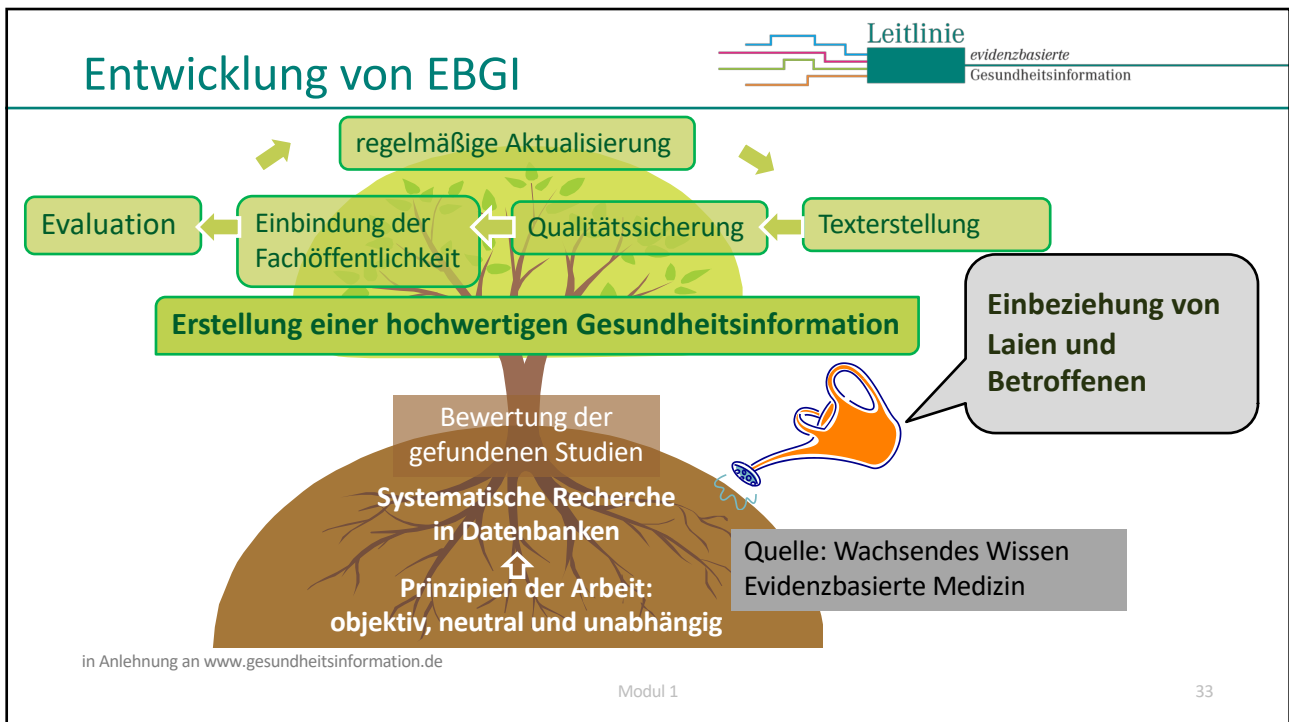 Entwicklung von EBGI
Leitlinie
evidenzbasierte
Gesundheitsinformation
regelmäßige Aktualisierung
Evaluation
Einbindung der
Fachöffentlichkeit
Qualitätssicherung
Texterstellung
Erstellung einer hochwertigen Gesundheitsinformation
Einbeziehung von
Laien und
Betroffenen
Bewertung der
gefundenen Studien
Systematische Recherche
in Datenbanken
Prinzipien der Arbeit:
objektiv, neutral und unabhängig
Quelle: Wachsendes Wissen
Evidenzbasierte Medizin
in Anlehnung an www.gesundheitsinformation.de
Modul 1
33